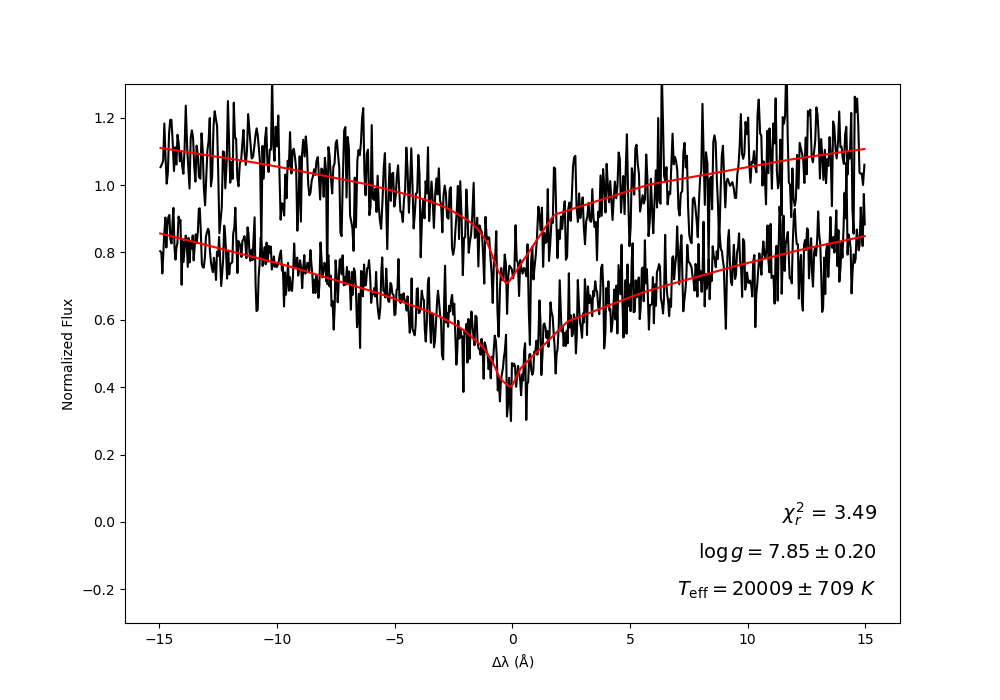 1.2
1.0
0.8
0.6
0.4
0.2
0.0
−0.2
Normalized Flux
χ²ᵣ = 3.49
log g = 7.85 ± 0.20
T_eff = 20009 ± 709 K
−15 −10 −5 0 5 10 15
Δλ (Å)